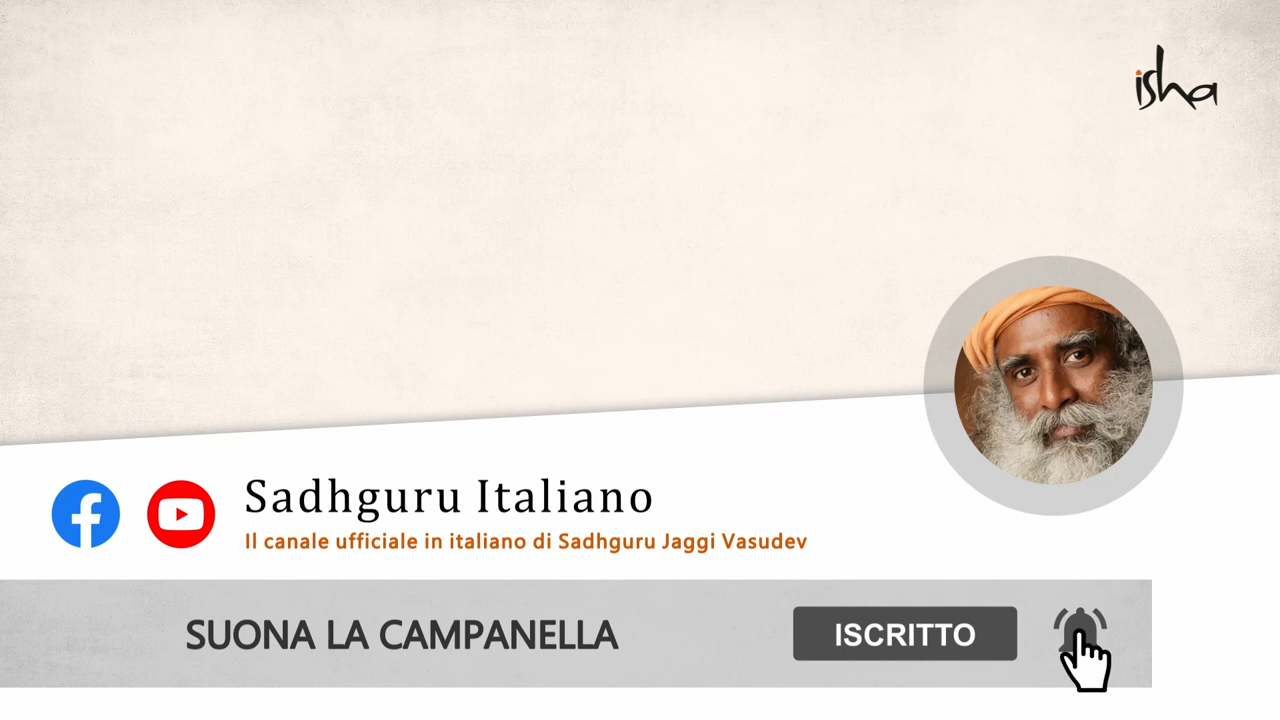 isha
Sadhguru Italiano
Il canale ufficiale in italiano di Sadhguru Jaggi Vasudev
SUONA LA CAMPANELLA
ISCRITTO